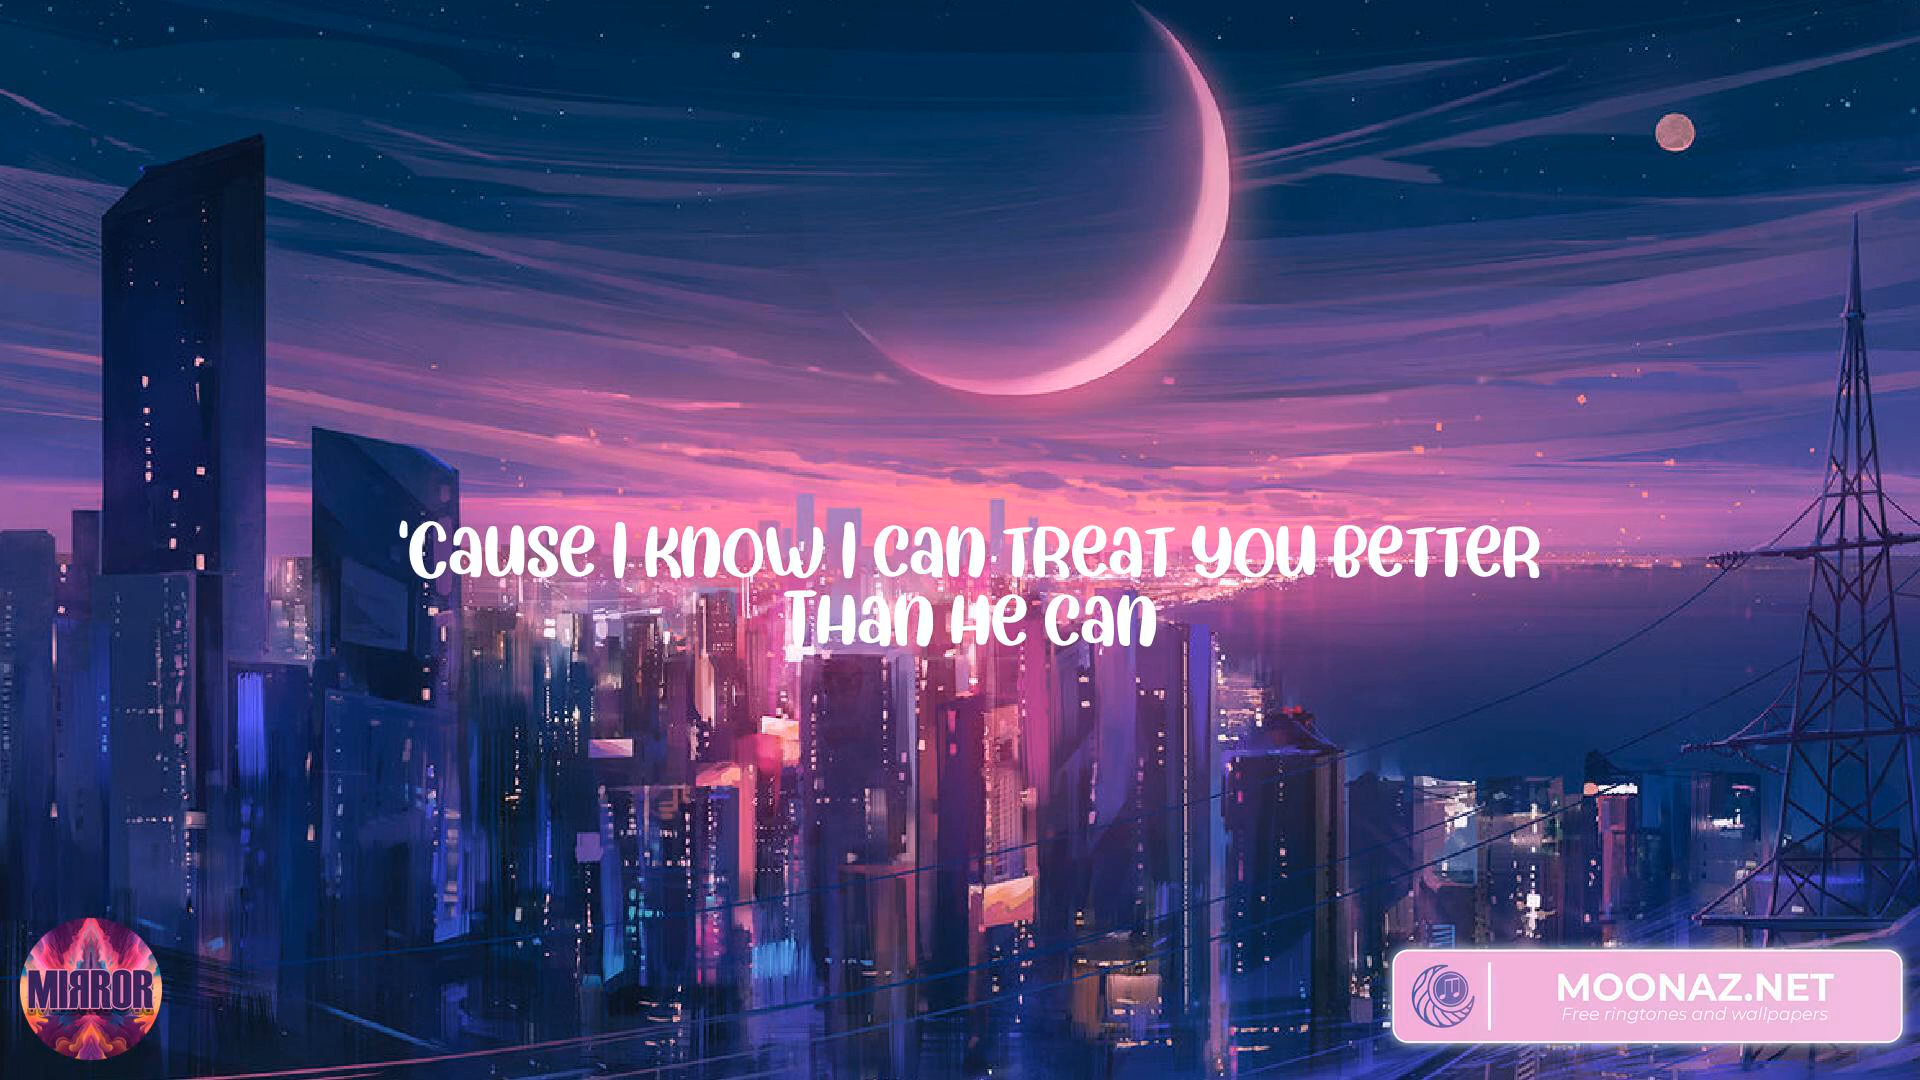 'Cause I know I can treat you better
Than he can
MIRROR
MOONAZ.NET
Free ringtones and wallpapers